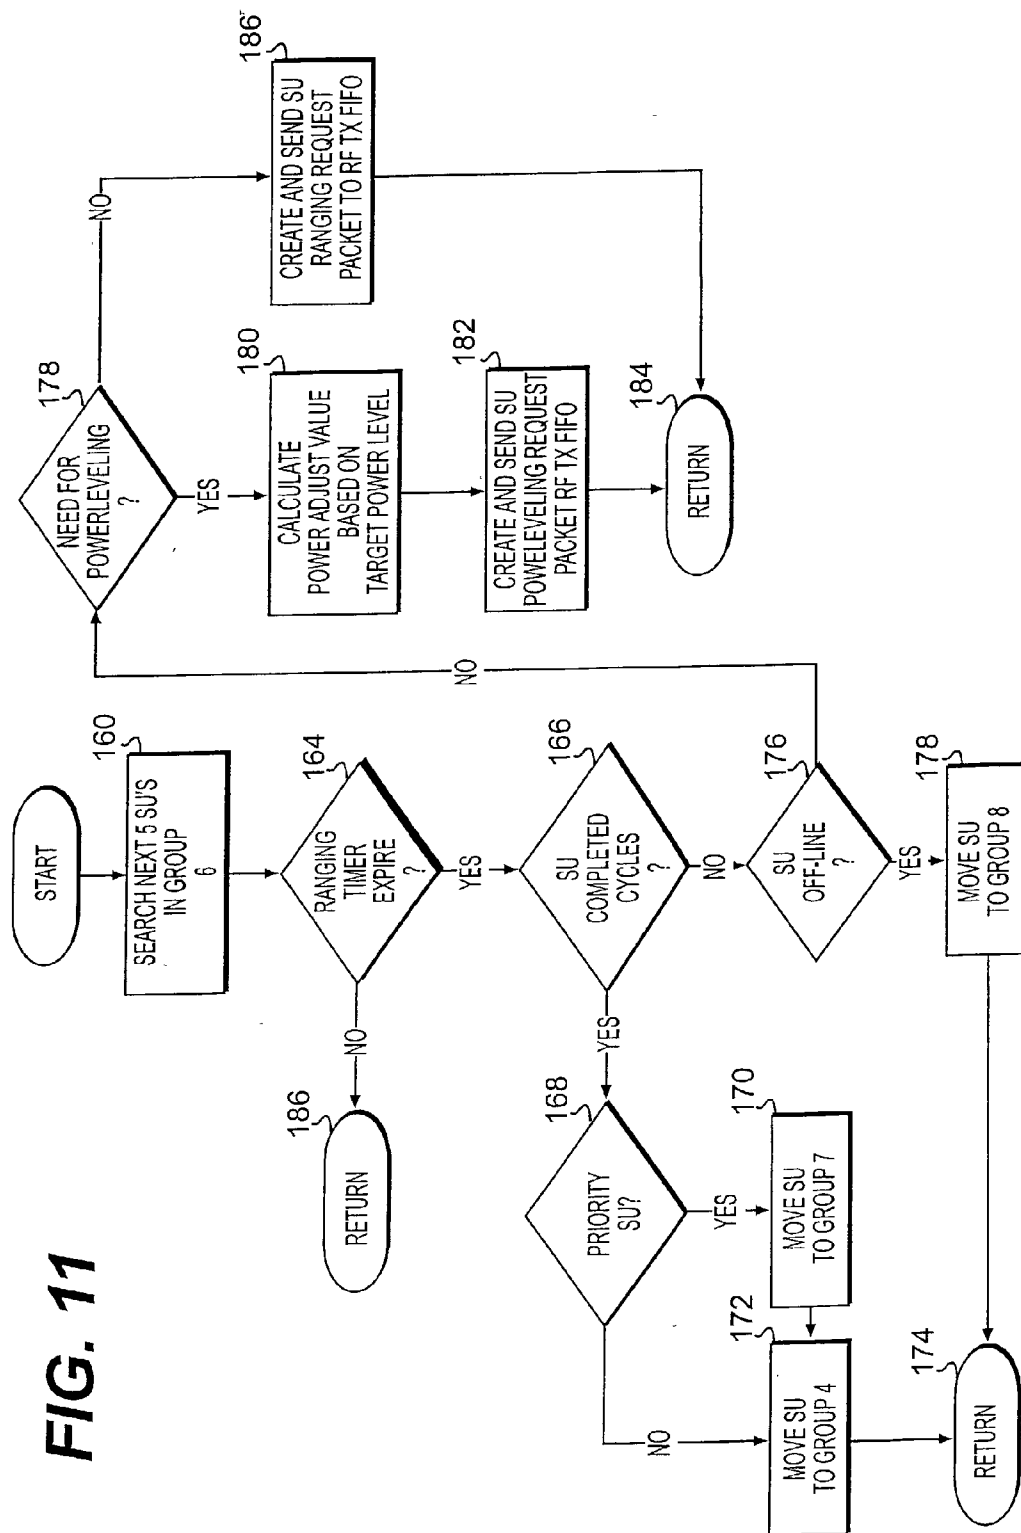 FIG. 11
START
160
SEARCH NEXT 5 SU'S
IN GROUP
6
164
RANGING
TIMER
EXPIRE
?
NO
186
RETURN
YES
166
SU
COMPLETED
CYCLES
?
YES
168
PRIORITY
SU?
YES
170
MOVE SU
TO GROUP 7
NO
172
MOVE SU
TO GROUP 4
174
RETURN
NO
176
SU
OFF-LINE
?
YES
178
MOVE SU
TO GROUP 8
NO
178
NEED FOR
POWERLEVELING
?
YES
180
CALCULATE
POWER ADJUST VALUE
BASED ON
TARGET POWER LEVEL
182
CREATE AND SEND SU
POWELEVELING REQUEST
PACKET RF TX FIFO
184
RETURN
NO
186
CREATE AND SEND SU
RANGING REQUEST
PACKET TO RF TX FIFO